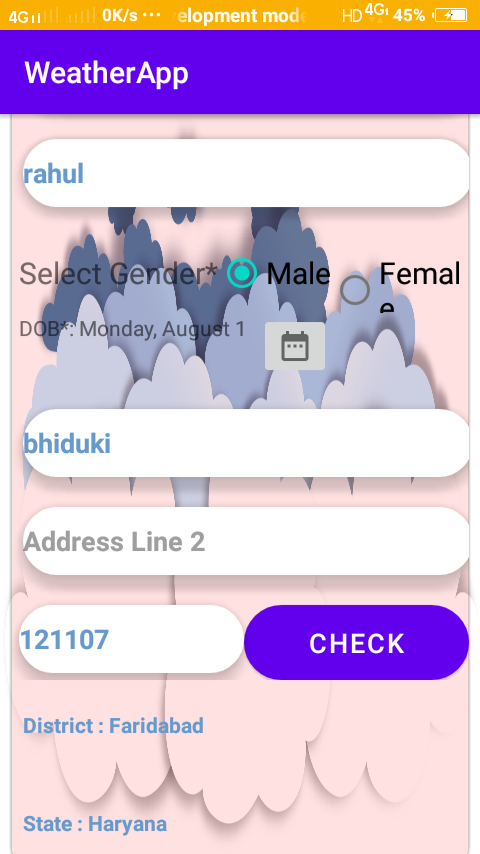 4G 0K/s ... elopment mode HD 4G 45%
WeatherApp
rahul
Select Gender* Male Female
DOB*: Monday, August 1
bhiduki
Address Line 2
121107 CHECK
District : Faridabad
State : Haryana